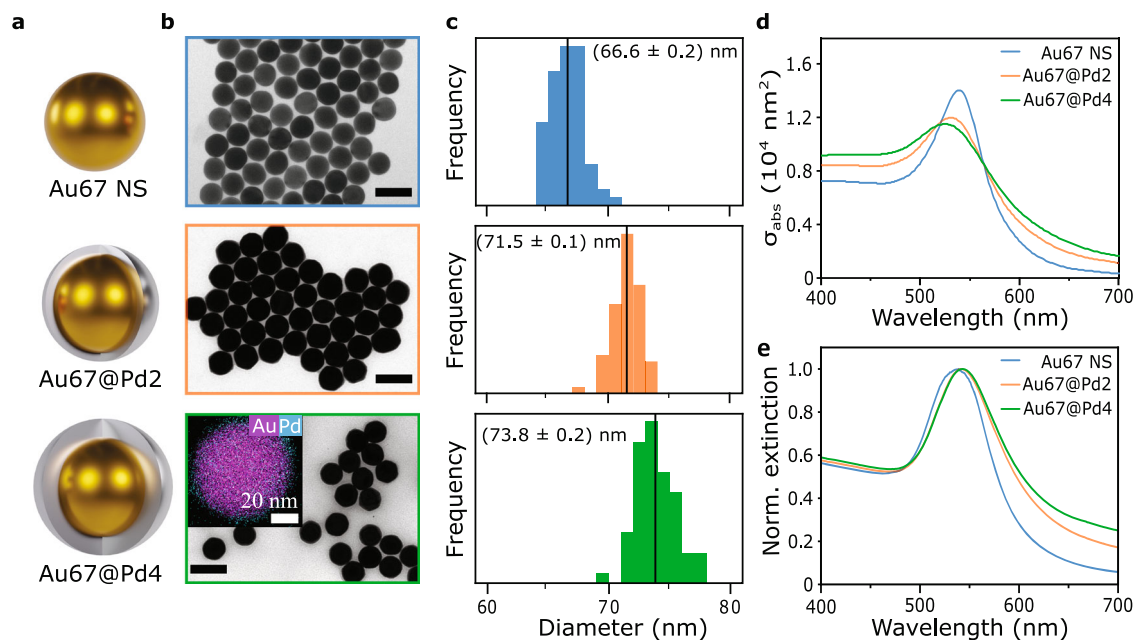 a
Au67 NS
Au67@Pd2
Au67@Pd4
b
AuPd
20 nm
c
Frequency
(66.6 ± 0.2) nm
Frequency
(71.5 ± 0.1) nm
Frequency
(73.8 ± 0.2) nm
60
70
80
Diameter (nm)
d
σabs (10⁴ nm²)
1.6
1.2
0.8
0.4
0
Au67 NS
Au67@Pd2
Au67@Pd4
400
500
600
700
Wavelength (nm)
e
Norm. extinction
1.0
0.8
0.6
0.4
0.2
0
Au67 NS
Au67@Pd2
Au67@Pd4
400
500
600
700
Wavelength (nm)